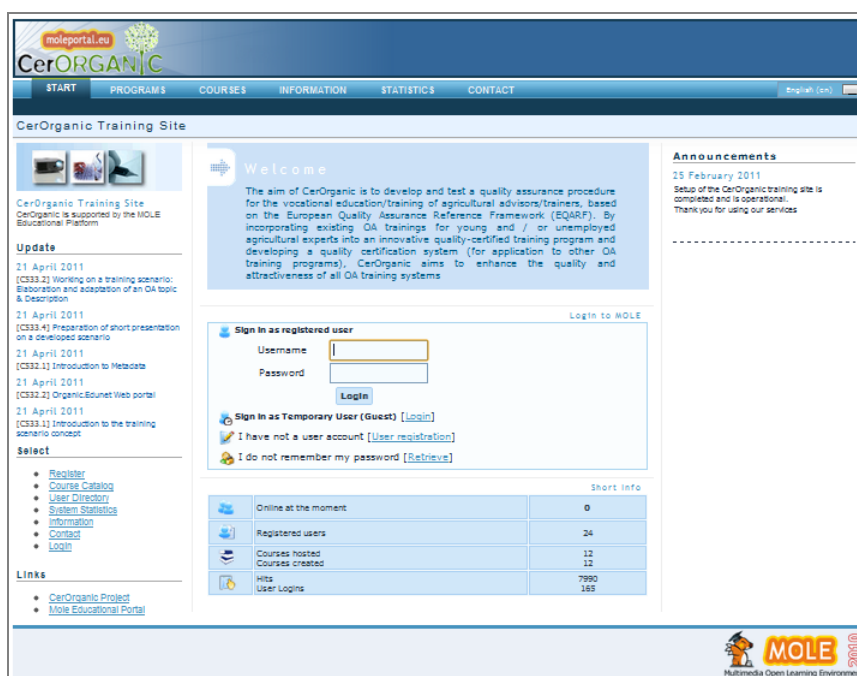 moleportal.eu
CerORGANIC
START PROGRAMS COURSES INFORMATION STATISTICS CONTACT English (en)
CerOrganic Training Site
CerOrganic Training Site
CerOrganic is supported by the MOLE
Educational Platform
Update
21 April 2011
[CS33.2] Working on a training scenario:
Elaboration and adaptation of an OA topic
& Description
21 April 2011
[CS33.4] Preparation of short presentation
on a developed scenario
21 April 2011
[CS32.1] Introduction to Metadata
21 April 2011
[CS32.2] Organic.Edunet Web portal
21 April 2011
[CS33.1] Introduction to the training
scenario concept
Select
Register
Course Catalog
User Directory
System Statistics
Information
Contact
Login
Links
CerOrganic Project
Mole Educational Portal
Welcome
The aim of CerOrganic is to develop and test a quality assurance procedure
for the vocational education/training of agricultural advisors/trainers, based
on the European Quality Assurance Reference Framework (EQARF). By
incorporating existing OA trainings for young and / or unemployed
agricultural experts into an innovative quality-certified training program and
developing a quality certification system (for application to other OA
training programs), CerOrganic aims to enhance the quality and
attractiveness of all OA training systems
Login to MOLE
Sign in as registered user
Username
Password
Login
Sign in as Temporary User (Guest) [Login]
I have not a user account [User registration]
I do not remember my password [Retrieve]
Short info
Online at the moment 0
Registered users 24
Courses hosted 12
Courses created 12
Hits 7990
User Logins 165
Announcements
25 February 2011
Setup of the CerOrganic training site is
completed and is operational.
Thank you for using our services
MOLE 2010
Multimedia Open Learning Environment